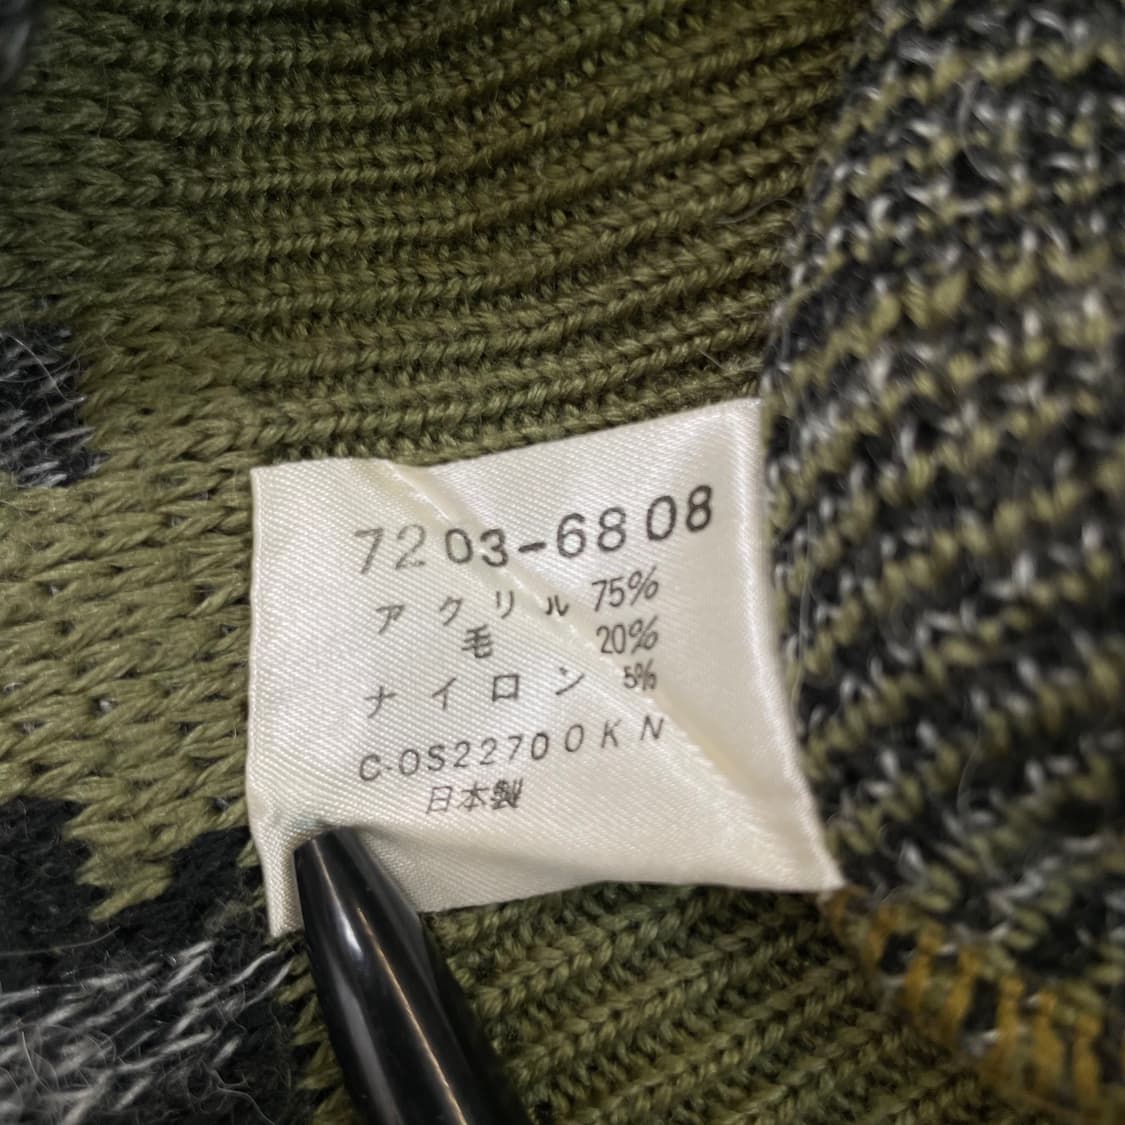 7203-6808
アクリル 75%
毛 20%
ナイロン 5%
C·OS22700KN
日本製